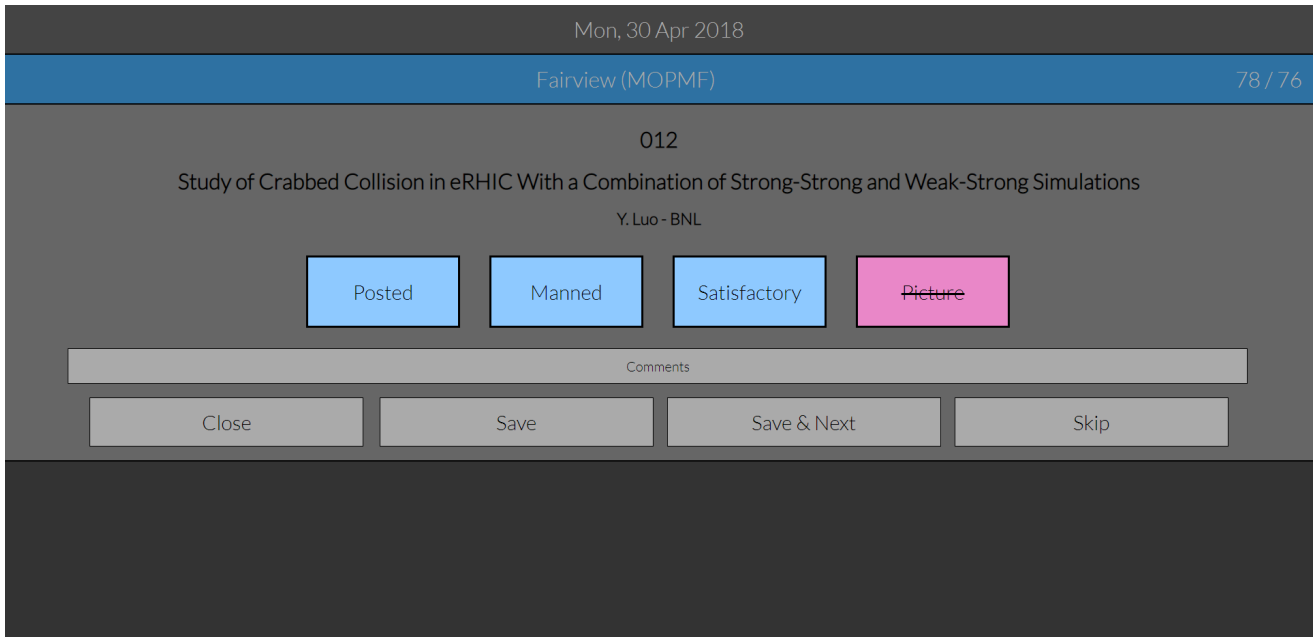 Mon, 30 Apr 2018
Fairview (MOPMF) 78 / 76
012
Study of Crabbed Collision in eRHIC With a Combination of Strong-Strong and Weak-Strong Simulations
Y. Luo - BNL
Posted Manned Satisfactory Picture
Comments
Close Save Save & Next Skip